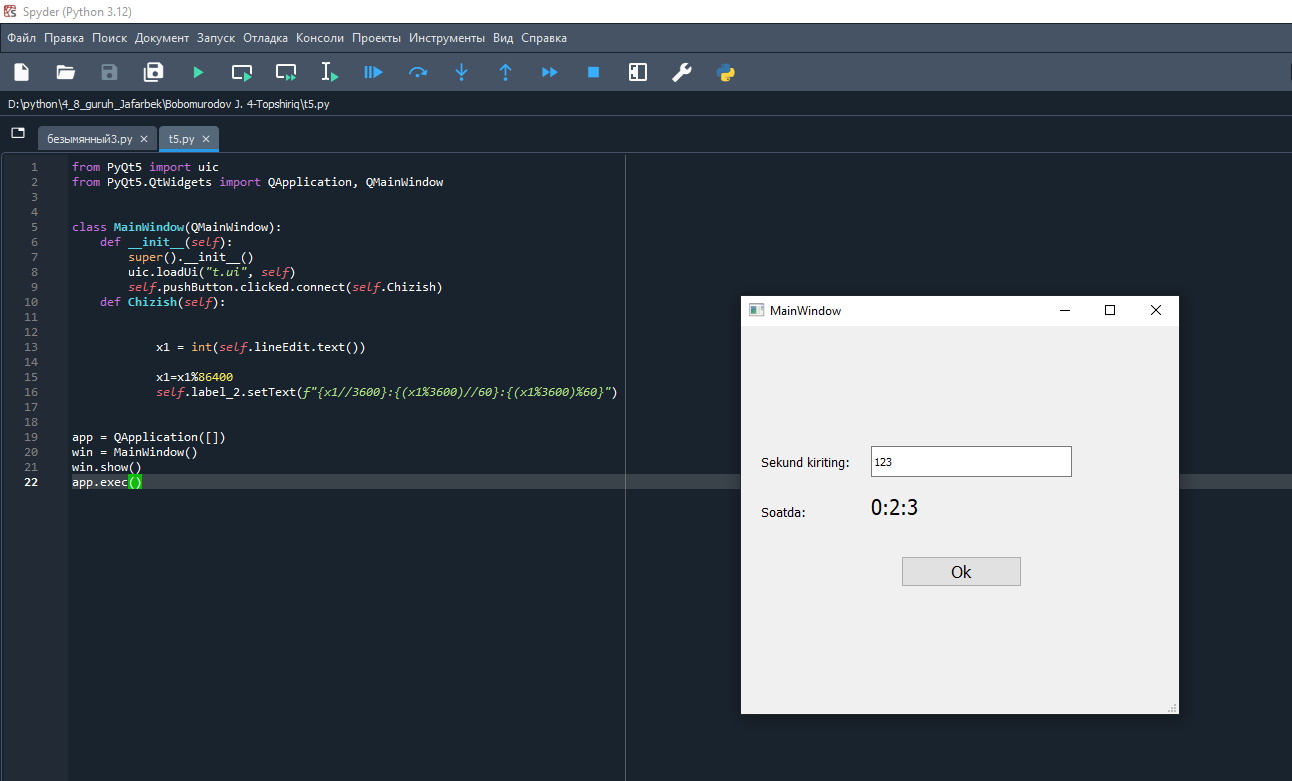 Spyder (Python 3.12)
Файл Правка Поиск Документ Запуск Отладка Консоли Проекты Инструменты Вид Справка
D:\python\4_8_guruh_Jafarbek\Bobomurodov J. 4-Topshiriq\t5.py
безымянный3.py t5.py
1 from PyQt5 import uic
2 from PyQt5.QtWidgets import QApplication, QMainWindow
3
4
5 class MainWindow(QMainWindow):
6     def __init__(self):
7         super().__init__()
8         uic.loadUi("t.ui", self)
9         self.pushButton.clicked.connect(self.Chizish)
10     def Chizish(self):
11
12
13             x1 = int(self.lineEdit.text())
14
15             x1=x1%86400
16             self.label_2.setText(f"{x1//3600}:{(x1%3600)//60}:{(x1%3600)%60}")
17
18
19 app = QApplication([])
20 win = MainWindow()
21 win.show()
22 app.exec()
MainWindow
Sekund kiriting: 123
Soatda: 0:2:3
Ok